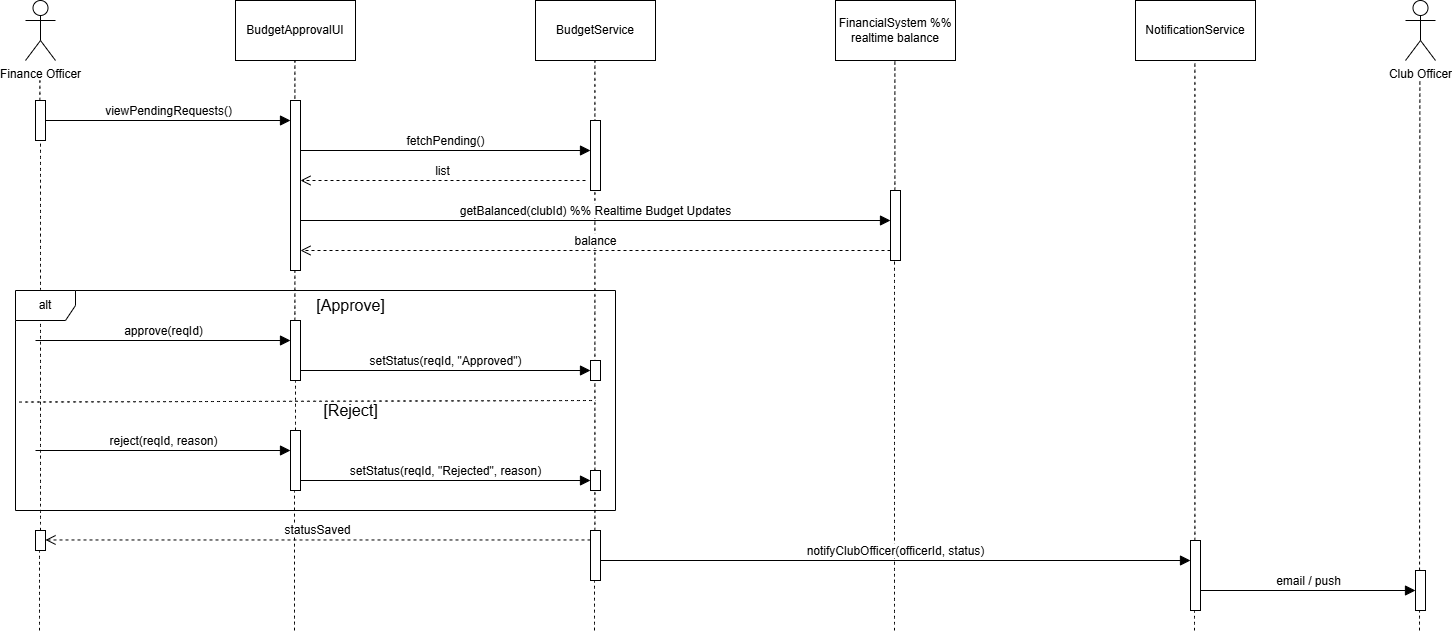 BudgetApprovalUI
BudgetService
FinancialSystem %%
realtime balance
NotificationService
Finance Officer
Club Officer
viewPendingRequests()
fetchPending()
list
getBalanced(clubId) %% Realtime Budget Updates
balance
alt
[Approve]
approve(reqId)
setStatus(reqId, "Approved")
[Reject]
reject(reqId, reason)
setStatus(reqId, "Rejected", reason)
statusSaved
notifyClubOfficer(officerId, status)
email / push